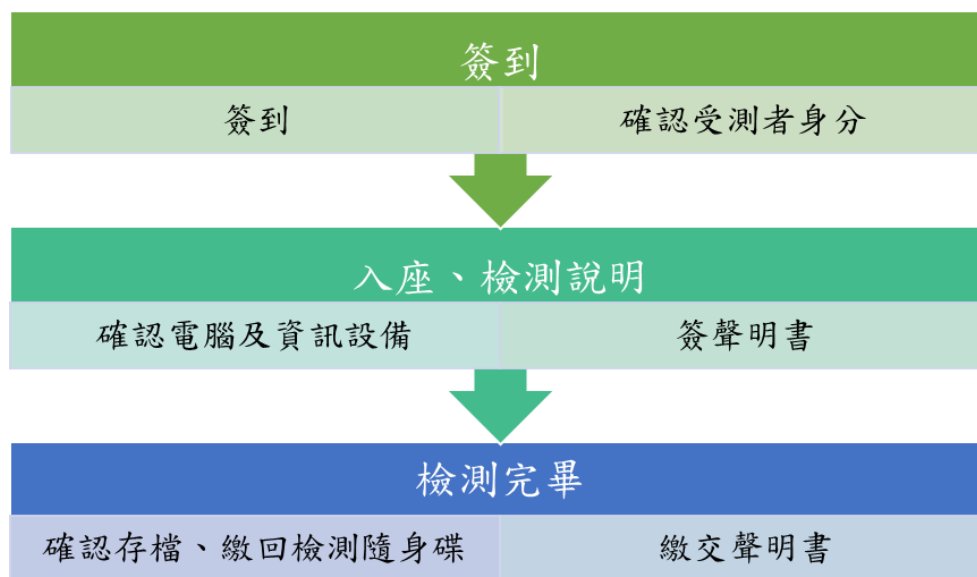 簽到
簽到
確認受測者身分
入座、檢測說明
確認電腦及資訊設備
簽聲明書
檢測完畢
確認存檔、繳回檢測隨身碟
繳交聲明書